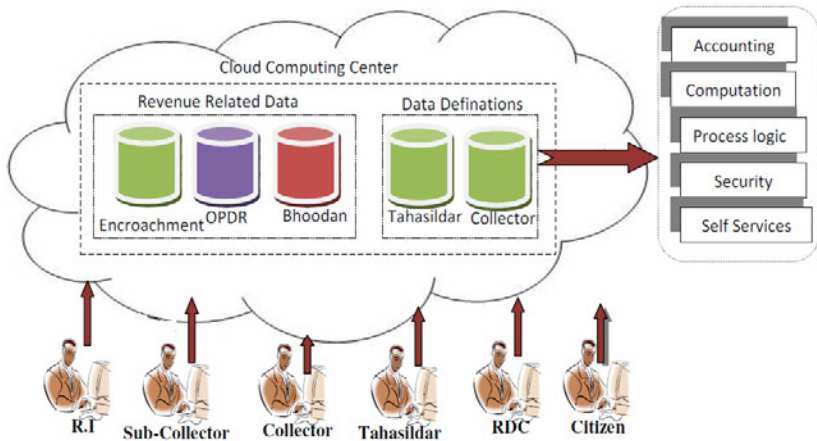 Cloud Computing Center
Revenue Related Data
Data Definations
Encroachment
OPDR
Bhoodan
Tahasildar
Collector
Accounting
Computation
Process logic
Security
Self Services
R.I
Sub-Collector
Collector
Tahasildar
RDC
Citizen